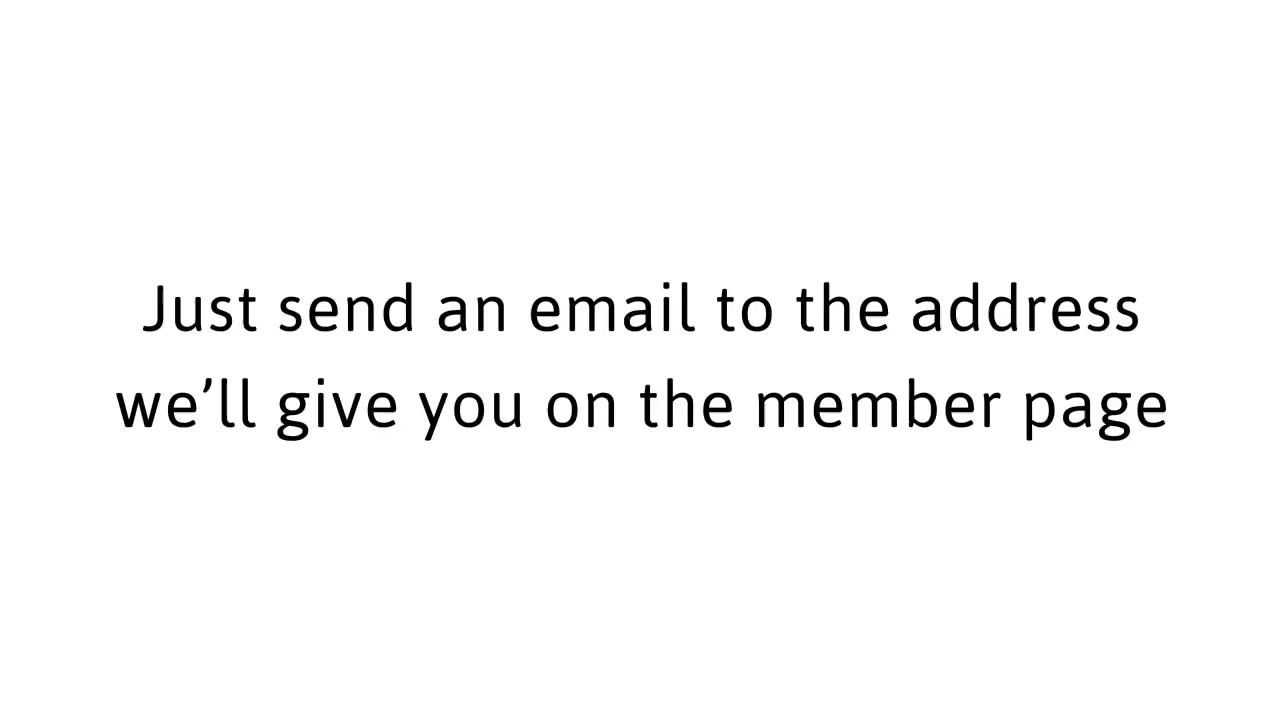 Just send an email to the address
we’ll give you on the member page